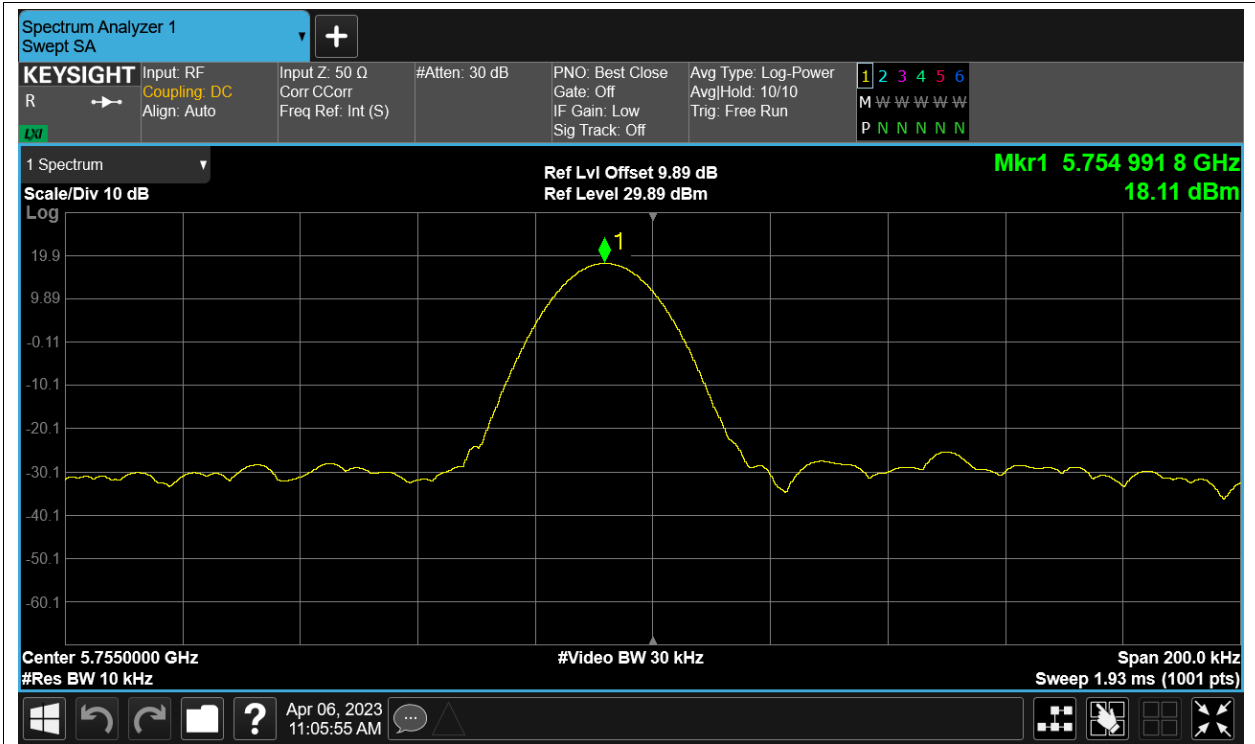 Spectrum Analyzer 1
Swept SA
+
KEYSIGHT
R
LXI
Input: RF
Coupling: DC
Align: Auto
Input Z: 50 Ω
Corr CCorr
Freq Ref: Int (S)
#Atten: 30 dB
PNO: Best Close
Gate: Off
IF Gain: Low
Sig Track: Off
Avg Type: Log-Power
Avg|Hold: 10/10
Trig: Free Run
1 2 3 4 5 6
M W W W W W
P N N N N N
1 Spectrum
Scale/Div 10 dB
Log
Ref Lvl Offset 9.89 dB
Ref Level 29.89 dBm
Mkr1 5.754 991 8 GHz
18.11 dBm
1
19.9
9.89
-0.11
-10.1
-20.1
-30.1
-40.1
-50.1
-60.1
Center 5.7550000 GHz
#Res BW 10 kHz
#Video BW 30 kHz
Span 200.0 kHz
Sweep 1.93 ms (1001 pts)
?
Apr 06, 2023
11:05:55 AM